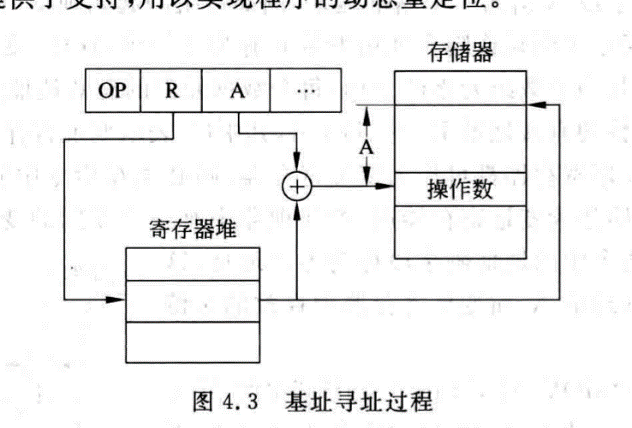 提供了支持,用以实现程序的动态重定位。
存储器
OP R A …
A
操作数
寄存器堆
图 4.3 基址寻址过程